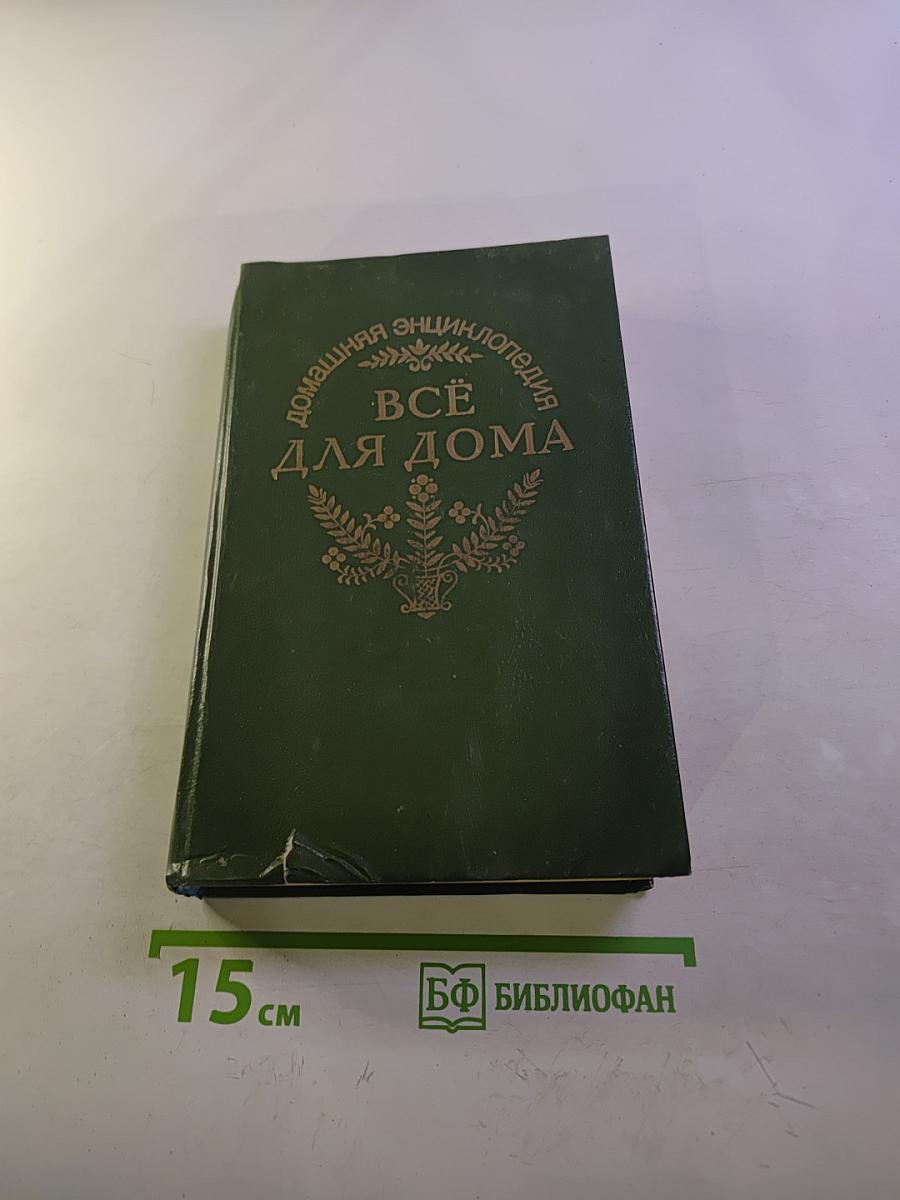 ДОМАШНЯЯ ЭНЦИКЛОПЕДИЯ
ВСЁ
ДЛЯ ДОМА
15 см
БФ БИБЛИОФАН